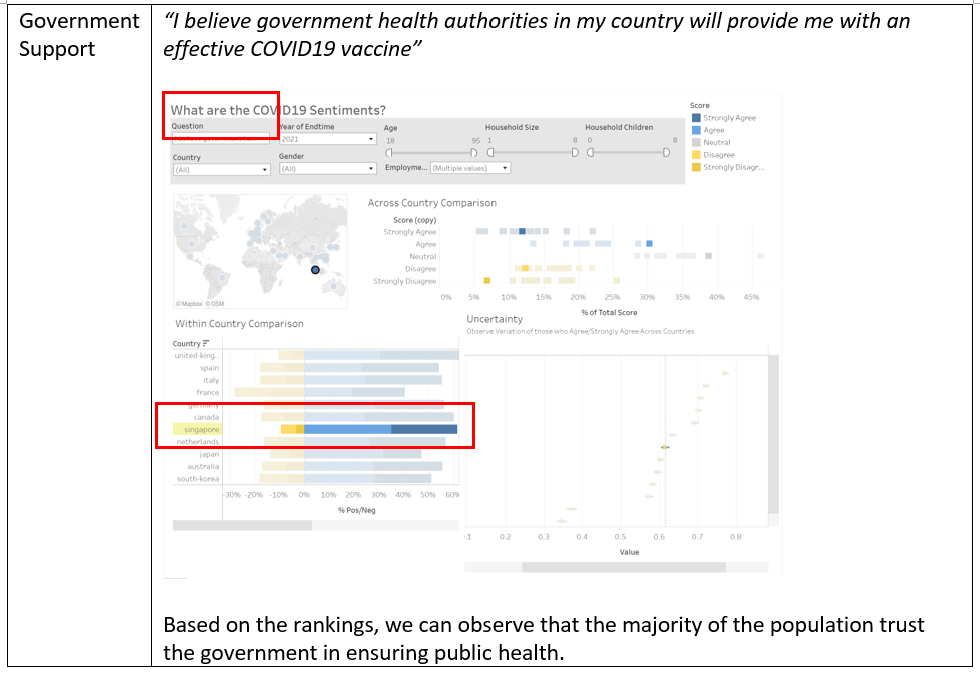 Government
Support
“I believe government health authorities in my country will provide me with an
effective COVID19 vaccine”
What are the COVID19 Sentiments?
Question
Year of Endtime
2021
Age
18 95
Household Size
1 8
Household Children
0 8
Country
(All)
Gender
(All)
Employme... (Multiple values)
Score
Strongly Agree
Agree
Neutral
Disagree
Strongly Disagr...
© Mapbox © OSM
Across Country Comparison
Score (copy)
Strongly Agree
Agree
Neutral
Disagree
Strongly Disagree
0% 5% 10% 15% 20% 25% 30% 35% 40% 45%
% of Total Score
Within Country Comparison
Country
united-king..
spain
italy
france
germany
canada
singapore
netherlands
japan
australia
south-korea
-30% -20% -10% 0% 10% 20% 30% 40% 50% 60%
% Pos/Neg
Uncertainty
Observe Variation of those who Agree/Strongly Agree Across Countries
.1 0.2 0.3 0.4 0.5 0.6 0.7 0.8
Value
Based on the rankings, we can observe that the majority of the population trust
the government in ensuring public health.